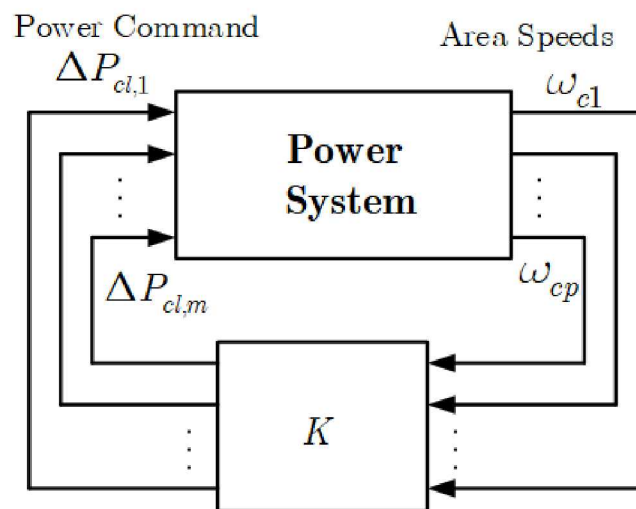 Power Command
Area Speeds
ΔP_{cl,1}
ω_{c1}
Power
System
ω_{cp}
ΔP_{cl,m}
K